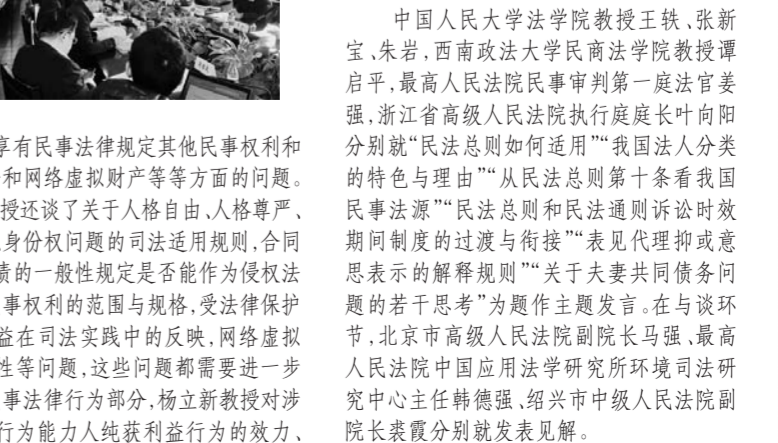 享有民事法律规定其他民事权利和
和网络虚拟财产等等方面的问题。
授还谈了关于人格自由、人格尊严、
身份权问题的司法适用规则,合同
债的一般性规定是否能作为侵权法
事权利的范围与规格,受法律保护
益在司法实践中的反映,网络虚拟
性等问题,这些问题都需要进一步
事法律行为部分,杨立新教授对涉
行为能力人纯获利益行为的效力、
中国人民大学法学院教授王轶、张新
宝、朱岩,西南政法大学民商法学院教授谭
启平,最高人民法院民事审判第一庭法官姜
强,浙江省高级人民法院执行庭庭长叶向阳
分别就“民法总则如何适用”“我国法人分类
的特色与理由”“从民法总则第十条看我国
民事法源”“民法总则和民法通则诉讼时效
期间制度的过渡与衔接”“表见代理抑或意
思表示的解释规则”“关于夫妻共同债务问
题的若干思考”为题作主题发言。在与谈环
节,北京市高级人民法院副院长马强、最高
人民法院中国应用法学研究所环境司法研
究中心主任韩德强、绍兴市中级人民法院副
院长裘霞分别就发表见解。